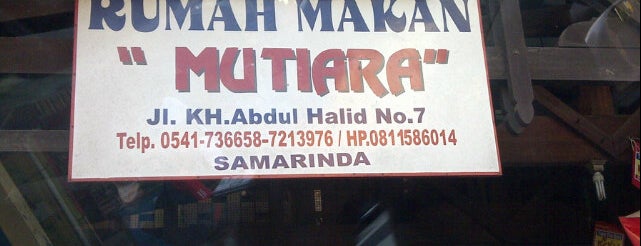 RUMAH MAKAN
" MUTIARA"
Jl. KH.Abdul Halid No.7
Telp. 0541-736658-7213976 / HP.0811586014
SAMARINDA